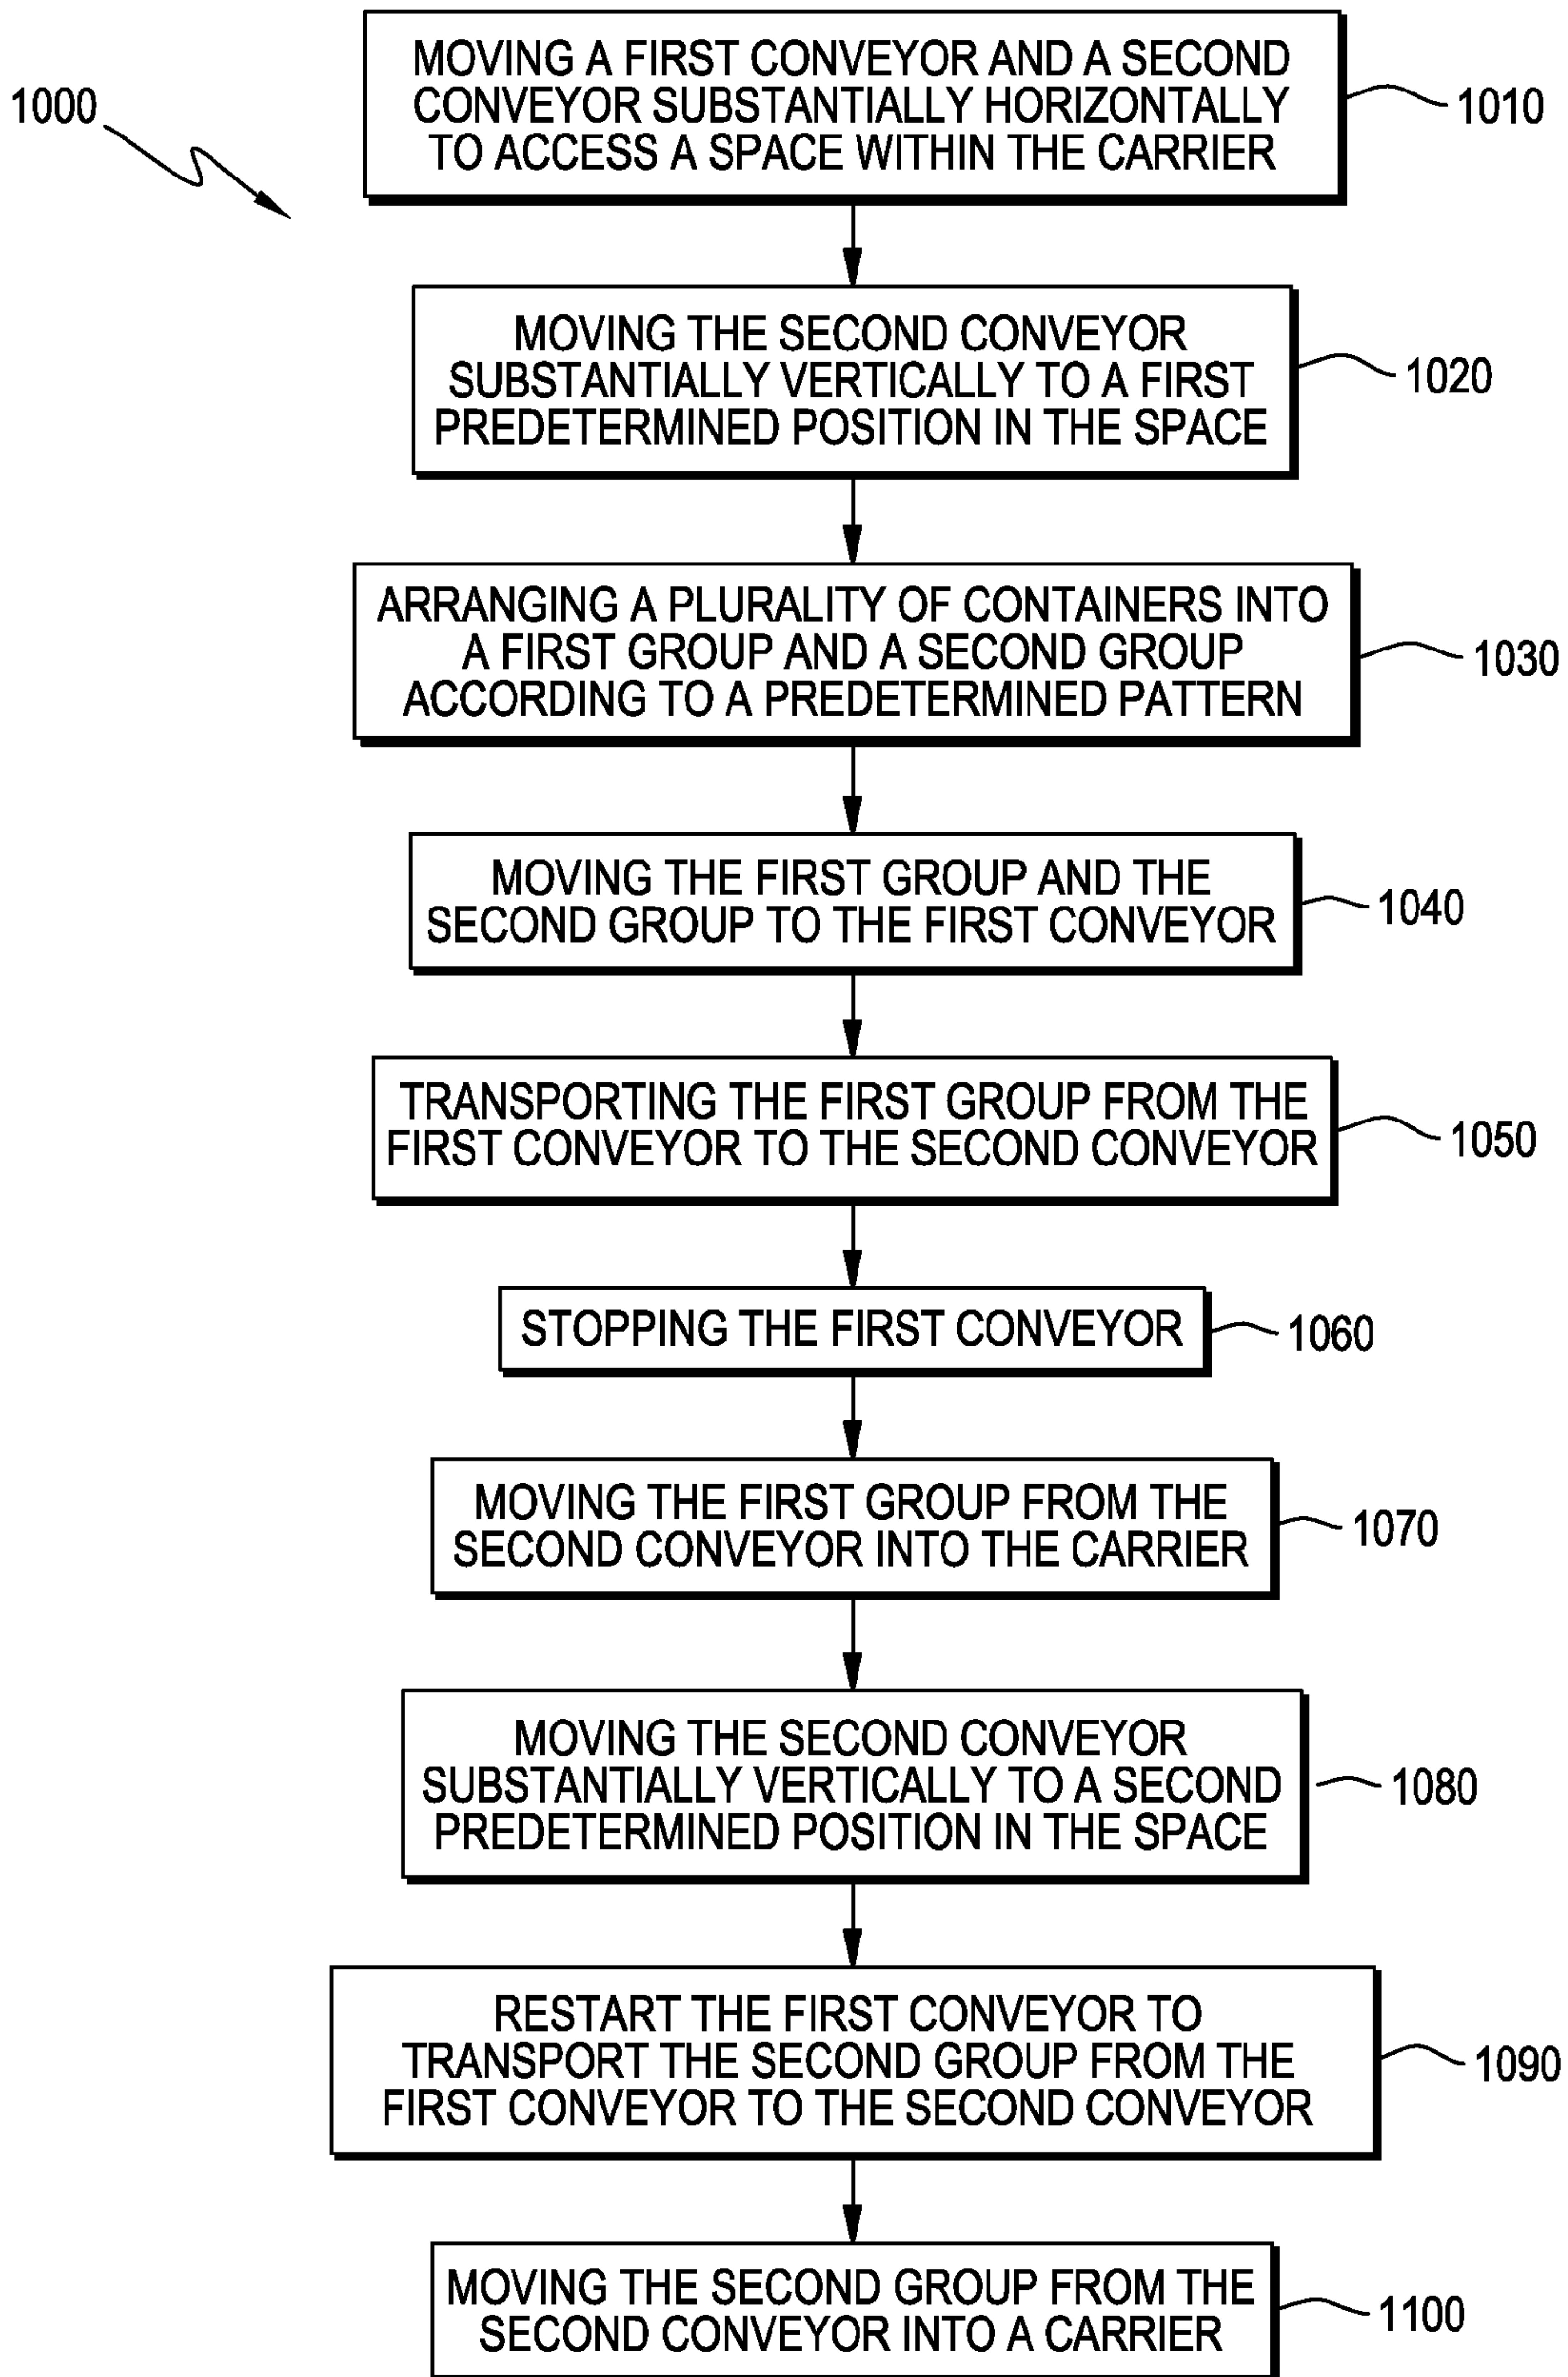 1000
MOVING A FIRST CONVEYOR AND A SECOND
CONVEYOR SUBSTANTIALLY HORIZONTALLY
TO ACCESS A SPACE WITHIN THE CARRIER
1010
MOVING THE SECOND CONVEYOR
SUBSTANTIALLY VERTICALLY TO A FIRST
PREDETERMINED POSITION IN THE SPACE
1020
ARRANGING A PLURALITY OF CONTAINERS INTO
A FIRST GROUP AND A SECOND GROUP
ACCORDING TO A PREDETERMINED PATTERN
1030
MOVING THE FIRST GROUP AND THE
SECOND GROUP TO THE FIRST CONVEYOR
1040
TRANSPORTING THE FIRST GROUP FROM THE
FIRST CONVEYOR TO THE SECOND CONVEYOR
1050
STOPPING THE FIRST CONVEYOR
1060
MOVING THE FIRST GROUP FROM THE
SECOND CONVEYOR INTO THE CARRIER
1070
MOVING THE SECOND CONVEYOR
SUBSTANTIALLY VERTICALLY TO A SECOND
PREDETERMINED POSITION IN THE SPACE
1080
RESTART THE FIRST CONVEYOR TO
TRANSPORT THE SECOND GROUP FROM THE
FIRST CONVEYOR TO THE SECOND CONVEYOR
1090
MOVING THE SECOND GROUP FROM THE
SECOND CONVEYOR INTO A CARRIER
1100